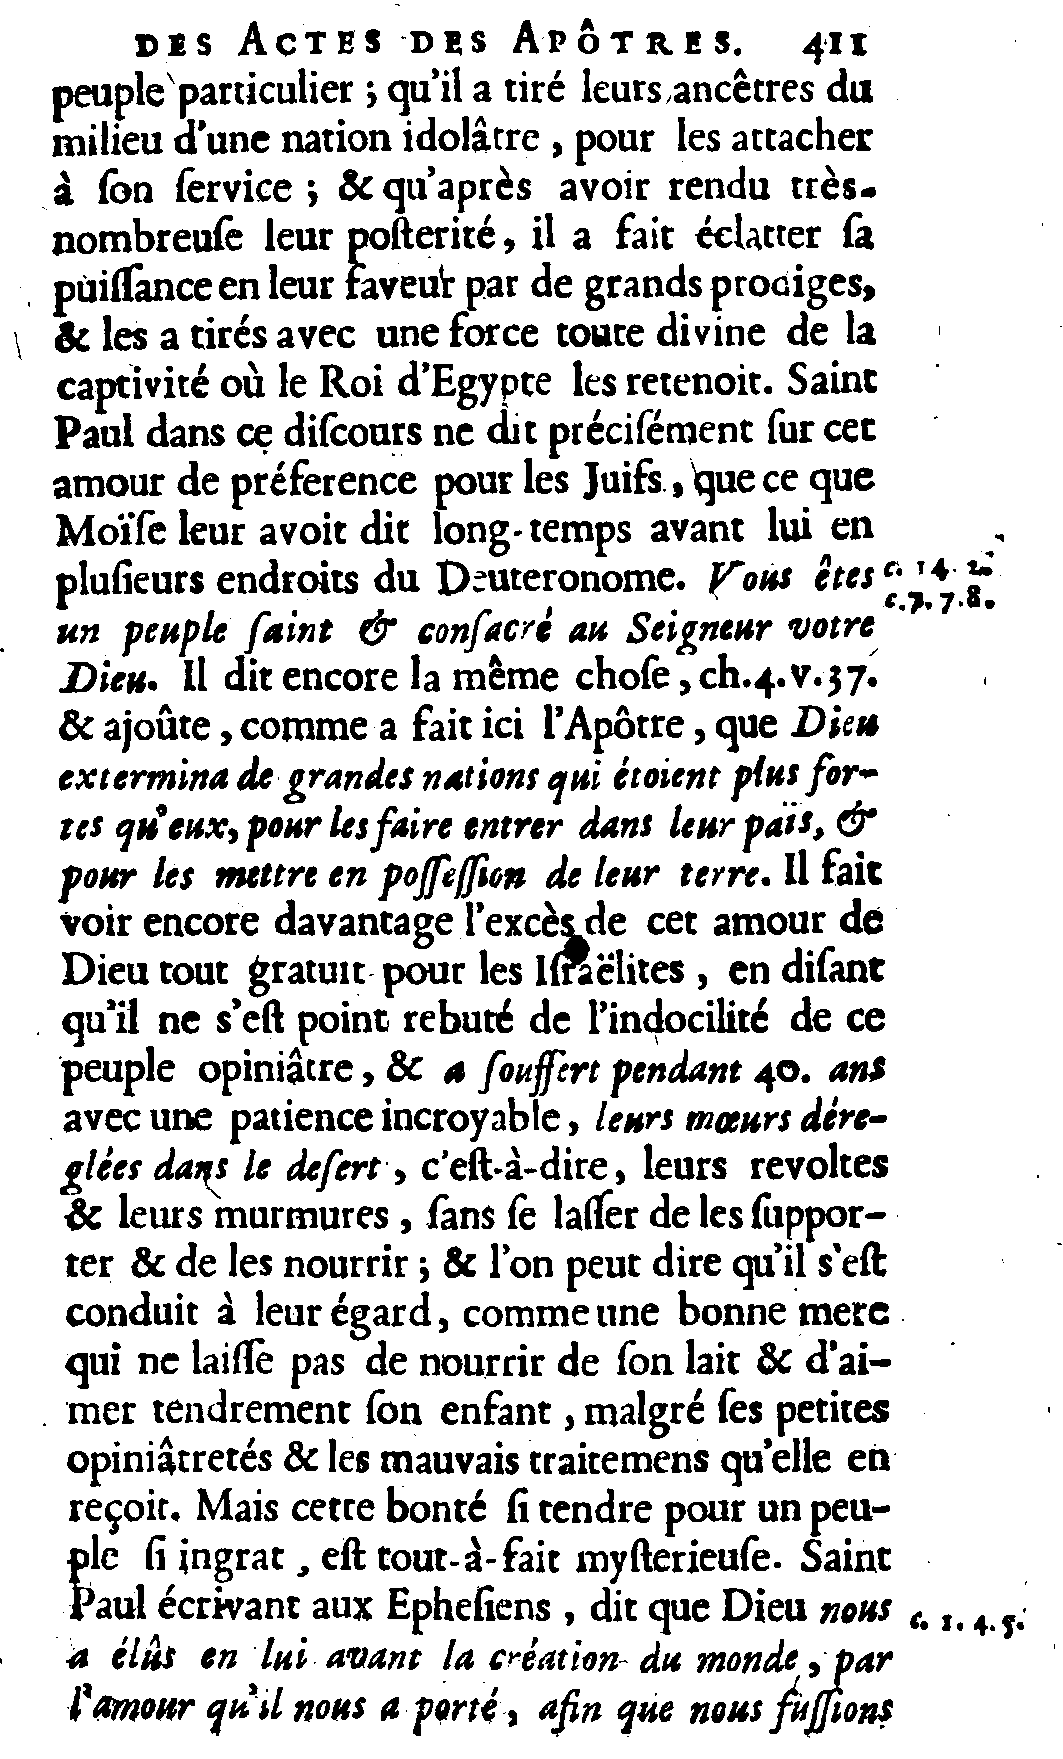 DES ACTES DES APÔTRES. 411
peuple particulier ; qu'il a tiré leurs ancêtres du
milieu d'une nation idolâtre , pour les attacher
à ſon ſervice ; & qu'après avoir rendu très-
nombreuſe leur poſterité, il a fait éclatter ſa
puiſſance en leur faveur par de grands prodiges,
& les a tirés avec une force toute divine de la
captivité où le Roi d'Egypte les retenoit. Saint
Paul dans ce diſcours ne dit préciſément ſur cet
amour de préference pour les Juifs, que ce que
Moïſe leur avoit dit long-temps avant lui en
pluſieurs endroits du Deuteronome. Vous êtes
c. 14. 2.
c. 7. 7. 8.
un peuple ſaint & conſacré au Seigneur votre
Dieu. Il dit encore la même choſe , ch. 4. v. 37.
& ajoûte , comme a fait ici l'Apôtre , que Dieu
extermina de grandes nations qui étoient plus for-
tes qu'eux, pour les faire entrer dans leur païs, &
pour les mettre en poſſeſſion de leur terre. Il fait
voir encore davantage l'excès de cet amour de
Dieu tout gratuit pour les Iſraëlites , en diſant
qu'il ne s'eſt point rebuté de l'indocilité de ce
peuple opiniâtre , & a ſouffert pendant 40. ans
avec une patience incroyable, leurs mœurs dére-
glées dans le deſert , c'eſt-à-dire, leurs revoltes
& leurs murmures , ſans ſe laſſer de les ſuppor-
ter & de les nourrir ; & l'on peut dire qu'il s'eſt
conduit à leur égard, comme une bonne mere
qui ne laiſſe pas de nourrir de ſon lait & d'ai-
mer tendrement ſon enfant , malgré ſes petites
opiniâtretés & les mauvais traitemens qu'elle en
reçoit. Mais cette bonté ſi tendre pour un peu-
ple ſi ingrat , eſt tout-à-fait myſterieuſe. Saint
Paul écrivant aux Epheſiens , dit que Dieu nous
c. 1. 4. 5.
a élûs en lui avant la création du monde, par
l'amour qu'il nous a porté, afin que nous fuſſions